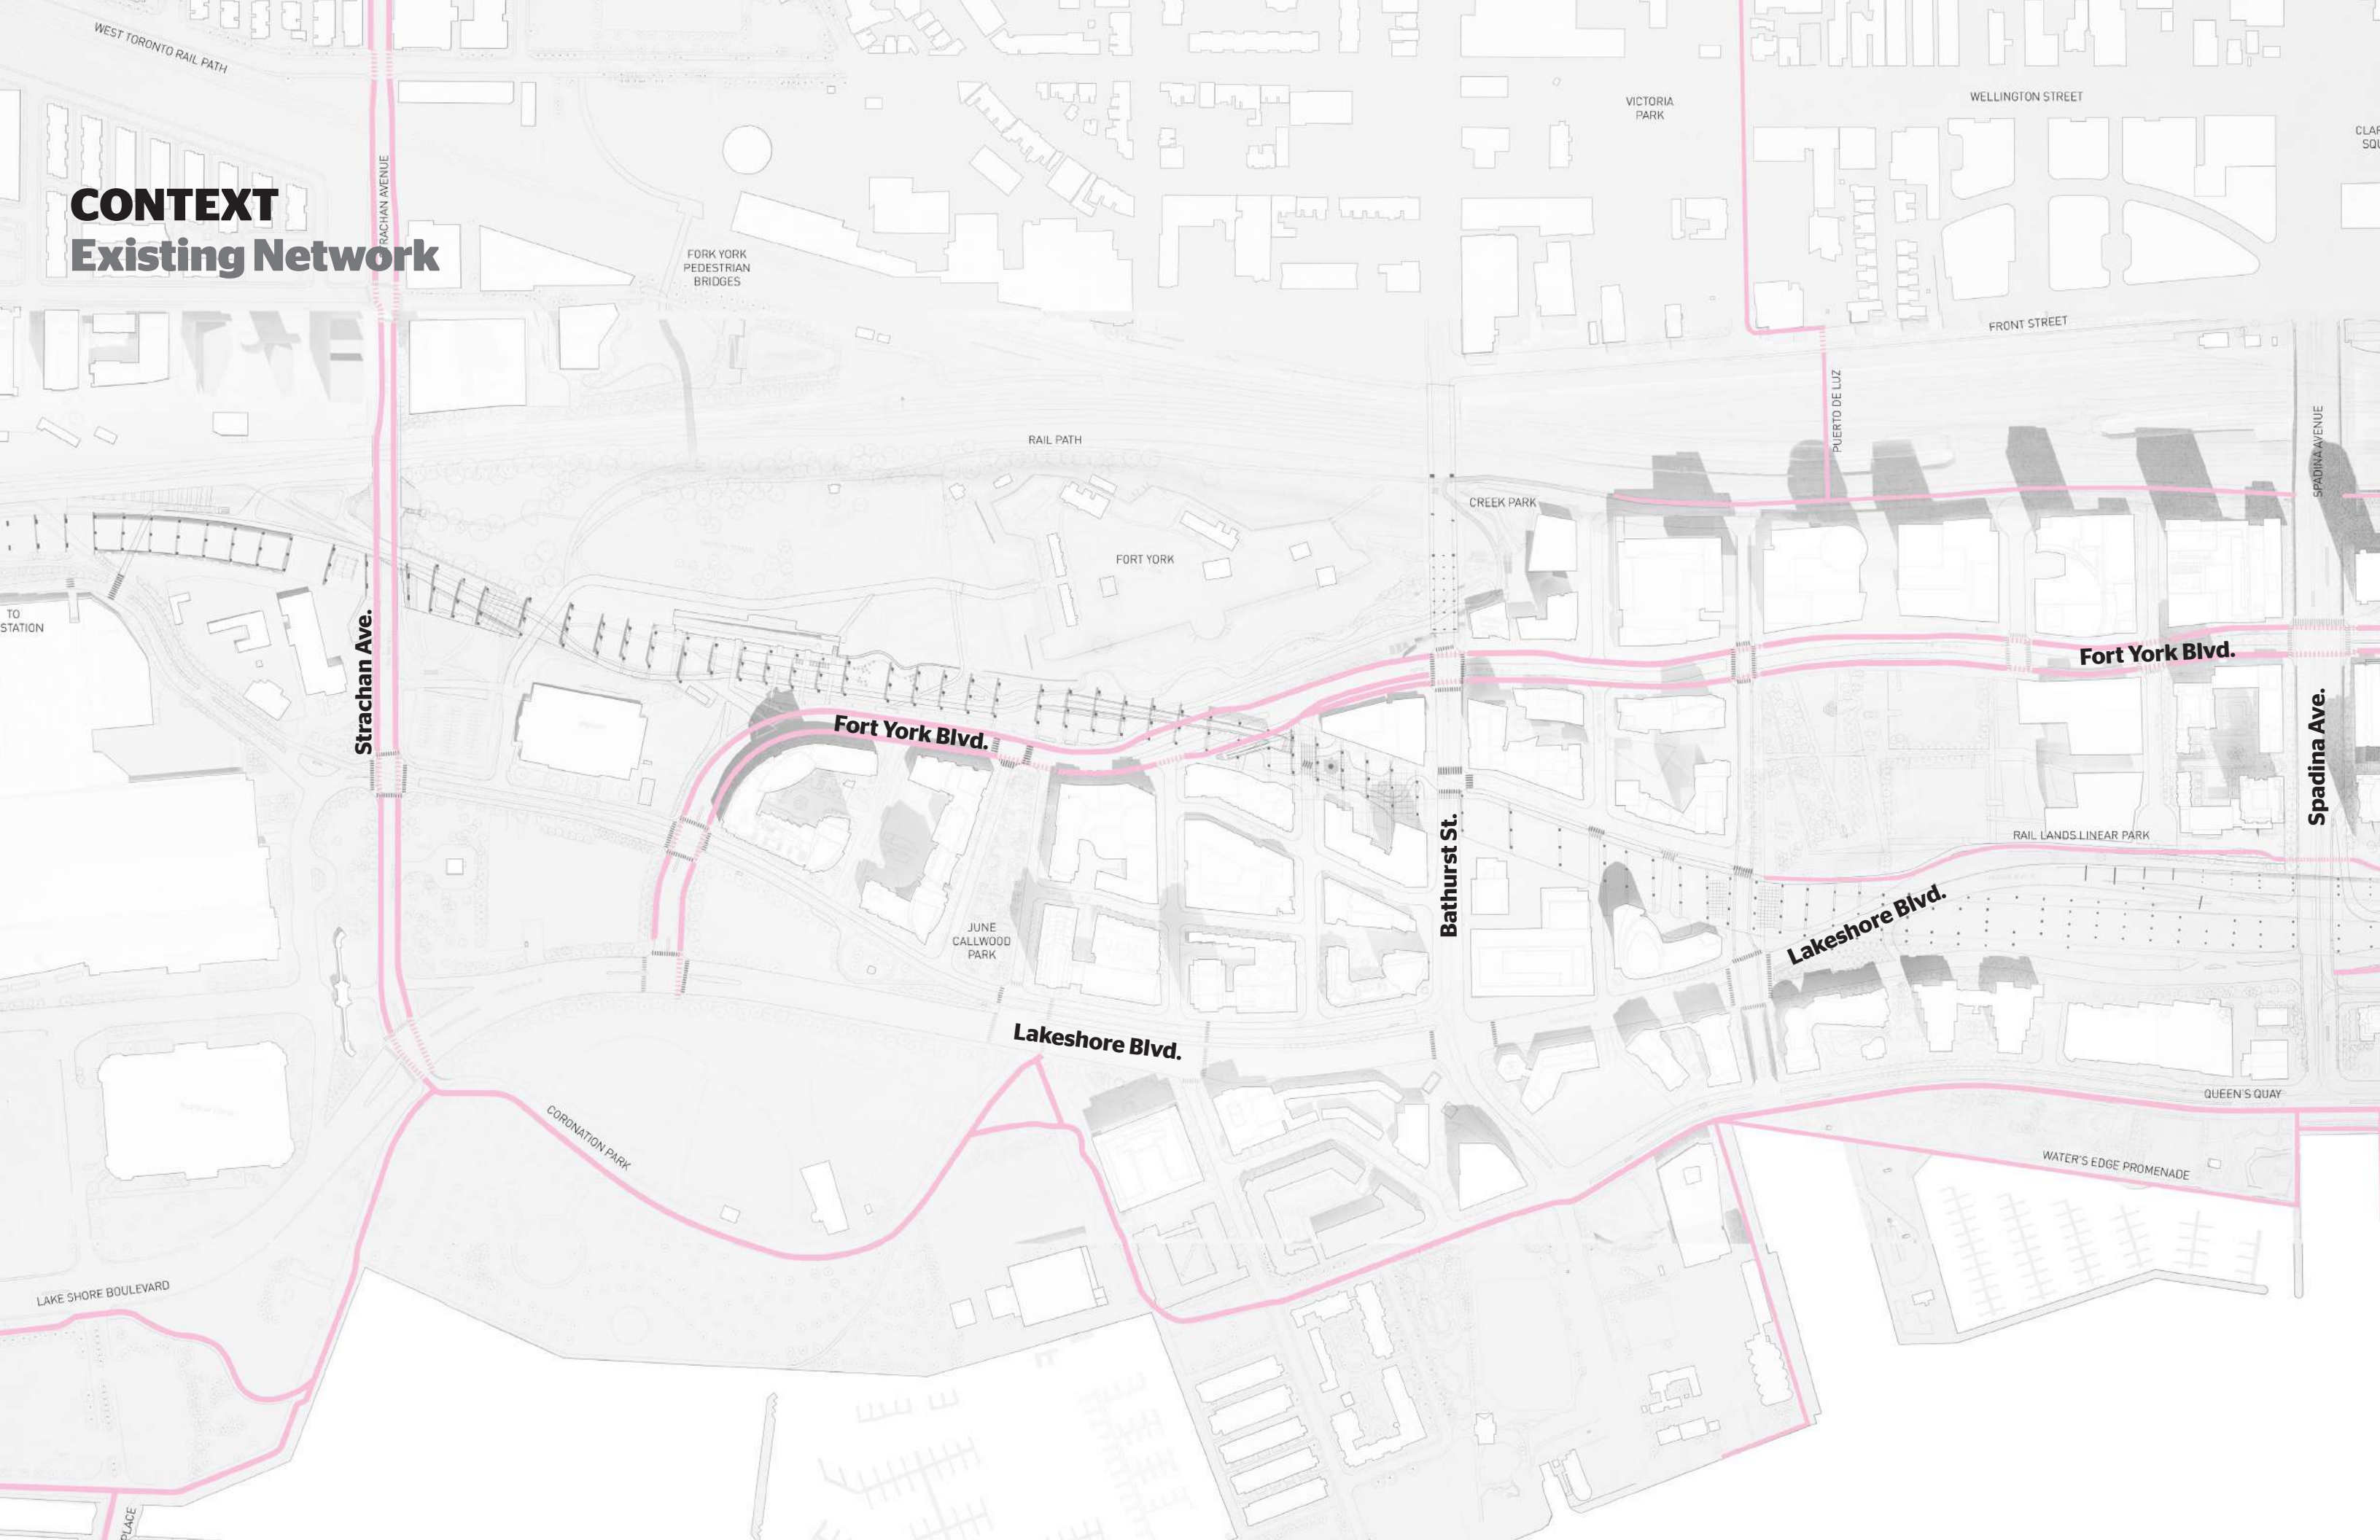 WEST TORONTO RAIL PATH
RACHAN AVENUE
CONTEXT
Existing Network
VICTORIA
PARK
WELLINGTON STREET
CLAR
SQU
FORK YORK
PEDESTRIAN
BRIDGES
FRONT STREET
PUERTO DE LUZ
SPADINA AVENUE
RAIL PATH
CREEK PARK
FORT YORK
TO
STATION
Strachan Ave.
Fort York Blvd.
Fort York Blvd.
Spadina Ave.
Bathurst St.
RAIL LANDS LINEAR PARK
Lakeshore Blvd.
JUNE
CALLWOOD
PARK
Lakeshore Blvd.
QUEEN'S QUAY
CORONATION PARK
WATER'S EDGE PROMENADE
LAKE SHORE BOULEVARD
PLACE